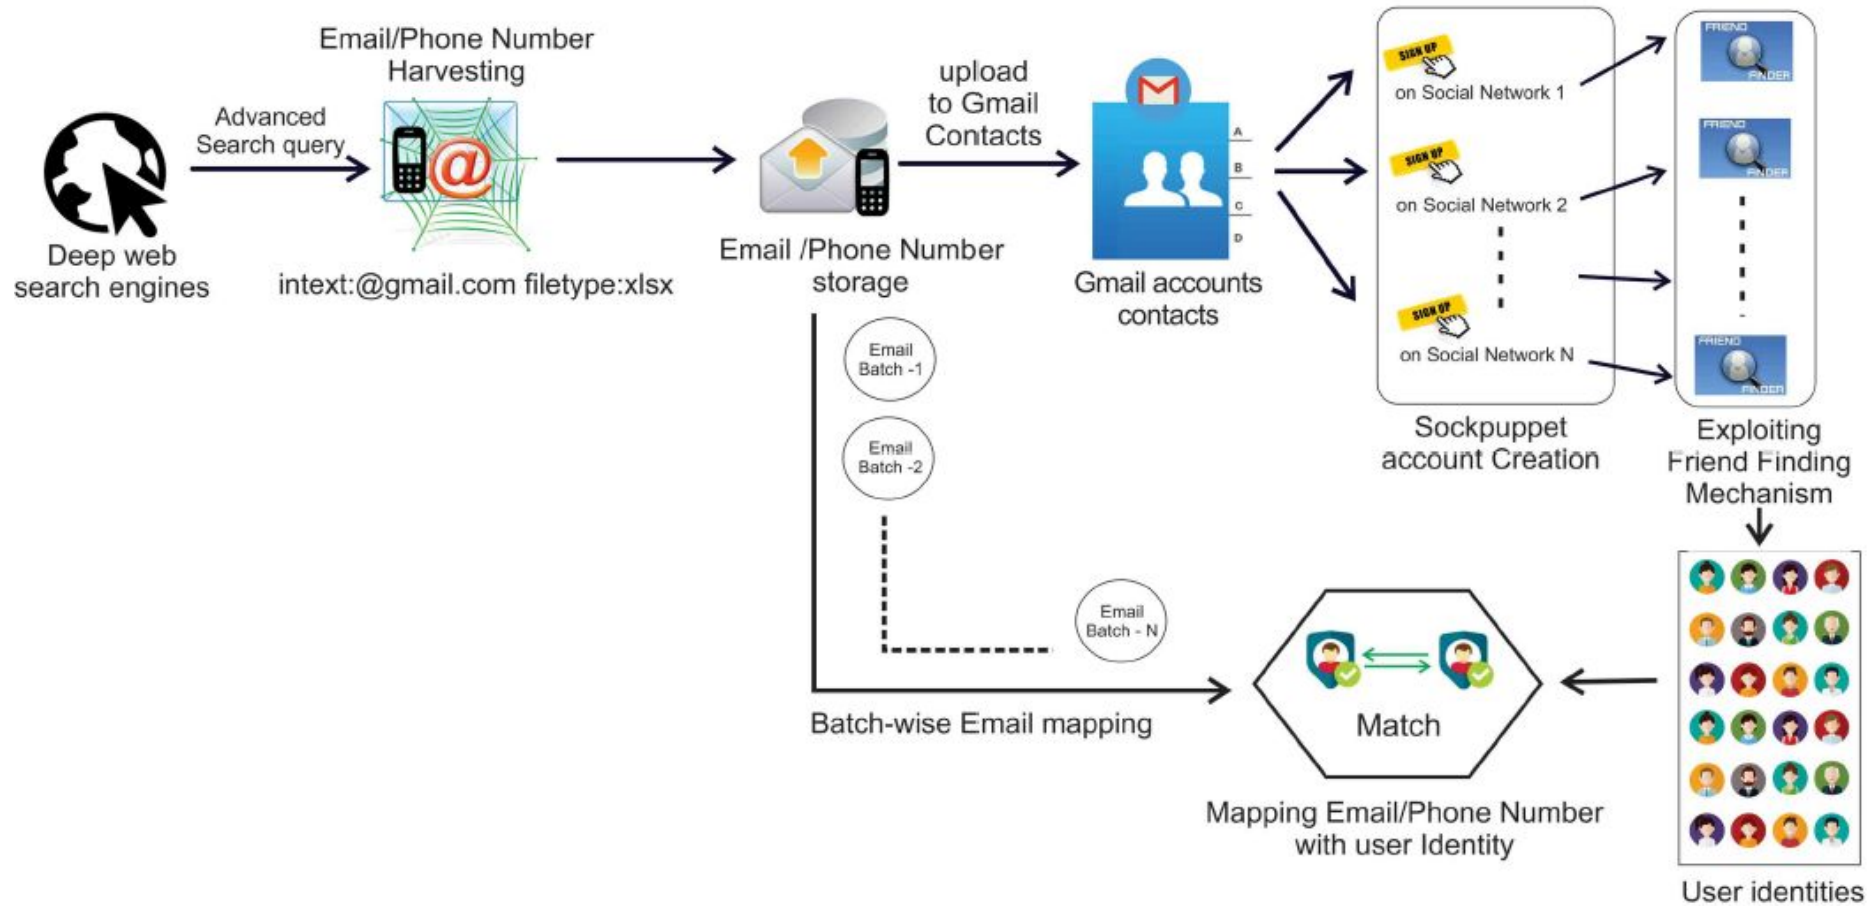 Email/Phone Number
Harvesting
Advanced
Search query
Deep web
search engines
@
intext:@gmail.com filetype:xlsx
Email /Phone Number
storage
upload
to Gmail
Contacts
A
B
C
D
Gmail accounts
contacts
SIGN UP
on Social Network 1
SIGN UP
on Social Network 2
SIGN UP
on Social Network N
Sockpuppet
account Creation
FRIEND
FINDER
FRIEND
FINDER
FRIEND
FINDER
Exploiting
Friend Finding
Mechanism
Email
Batch -1
Email
Batch -2
Email
Batch - N
Batch-wise Email mapping
Match
Mapping Email/Phone Number
with user Identity
User identities